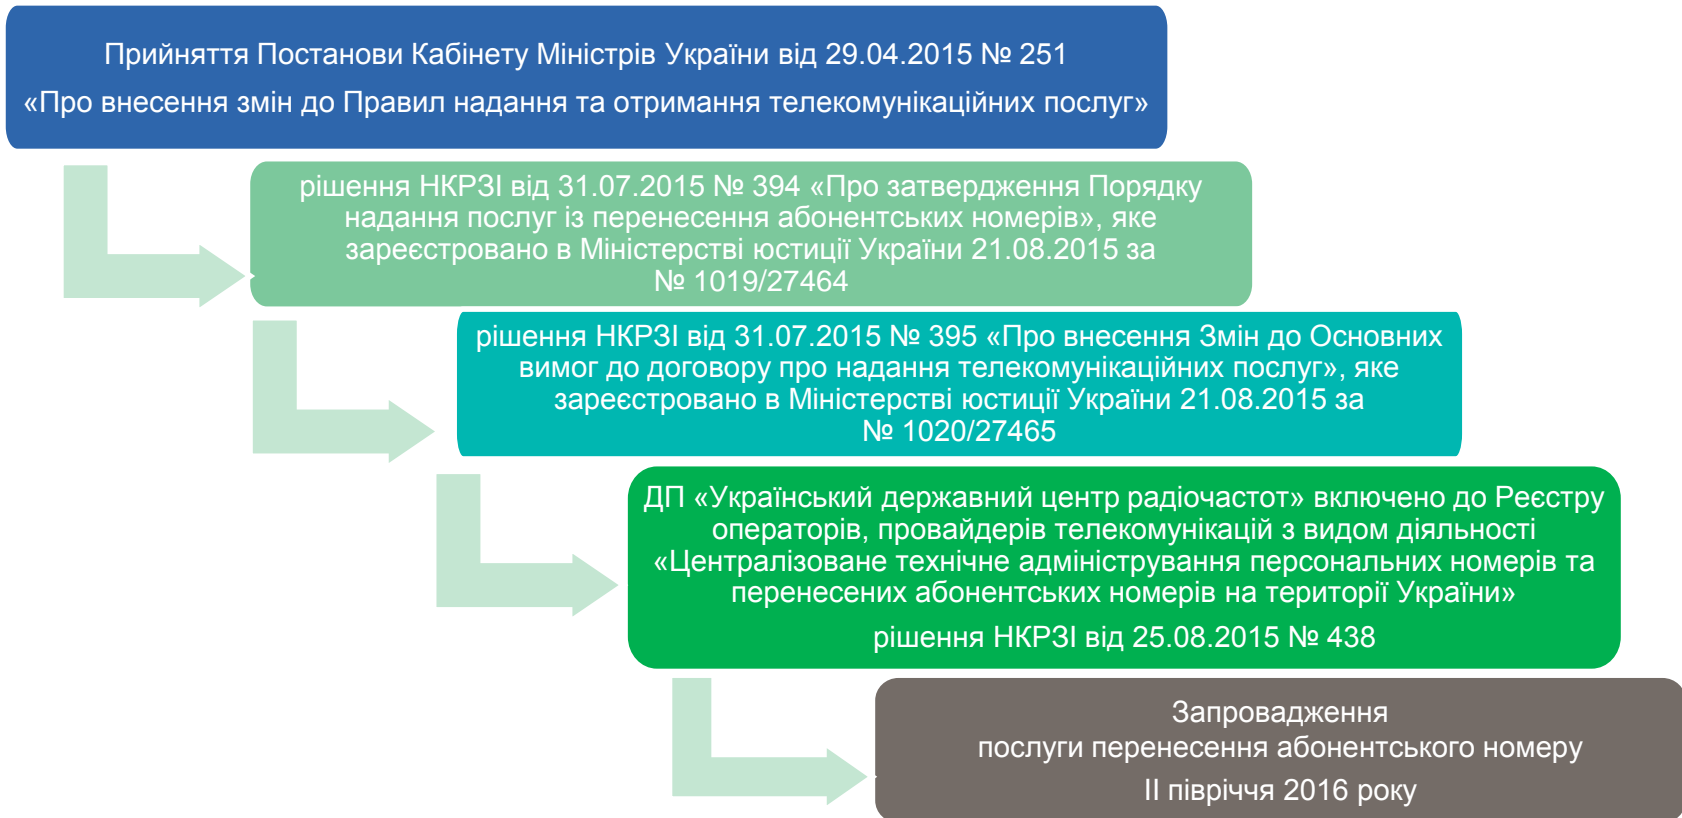 Прийняття Постанови Кабінету Міністрів України від 29.04.2015 № 251
«Про внесення змін до Правил надання та отримання телекомунікаційних послуг»
рішення НКРЗІ від 31.07.2015 № 394 «Про затвердження Порядку
надання послуг із перенесення абонентських номерів», яке
зареєстровано в Міністерстві юстиції України 21.08.2015 за
№ 1019/27464
рішення НКРЗІ від 31.07.2015 № 395 «Про внесення Змін до Основних
вимог до договору про надання телекомунікаційних послуг», яке
зареєстровано в Міністерстві юстиції України 21.08.2015 за
№ 1020/27465
ДП «Український державний центр радіочастот» включено до Реєстру
операторів, провайдерів телекомунікацій з видом діяльності
«Централізоване технічне адміністрування персональних номерів та
перенесених абонентських номерів на території України»
рішення НКРЗІ від 25.08.2015 № 438
Запровадження
послуги перенесення абонентського номеру
ІІ півріччя 2016 року